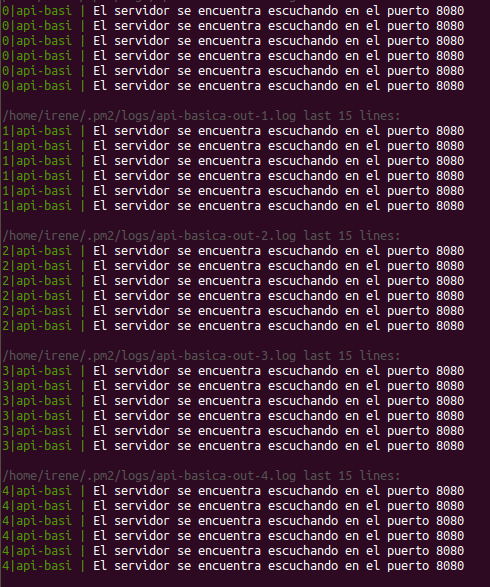 0|api-basi | El servidor se encuentra escuchando en el puerto 8080
0|api-basi | El servidor se encuentra escuchando en el puerto 8080
0|api-basi | El servidor se encuentra escuchando en el puerto 8080
0|api-basi | El servidor se encuentra escuchando en el puerto 8080
0|api-basi | El servidor se encuentra escuchando en el puerto 8080
0|api-basi | El servidor se encuentra escuchando en el puerto 8080
/home/irene/.pm2/logs/api-basica-out-1.log last 15 lines:
1|api-basi | El servidor se encuentra escuchando en el puerto 8080
1|api-basi | El servidor se encuentra escuchando en el puerto 8080
1|api-basi | El servidor se encuentra escuchando en el puerto 8080
1|api-basi | El servidor se encuentra escuchando en el puerto 8080
1|api-basi | El servidor se encuentra escuchando en el puerto 8080
1|api-basi | El servidor se encuentra escuchando en el puerto 8080
/home/irene/.pm2/logs/api-basica-out-2.log last 15 lines:
2|api-basi | El servidor se encuentra escuchando en el puerto 8080
2|api-basi | El servidor se encuentra escuchando en el puerto 8080
2|api-basi | El servidor se encuentra escuchando en el puerto 8080
2|api-basi | El servidor se encuentra escuchando en el puerto 8080
2|api-basi | El servidor se encuentra escuchando en el puerto 8080
2|api-basi | El servidor se encuentra escuchando en el puerto 8080
/home/irene/.pm2/logs/api-basica-out-3.log last 15 lines:
3|api-basi | El servidor se encuentra escuchando en el puerto 8080
3|api-basi | El servidor se encuentra escuchando en el puerto 8080
3|api-basi | El servidor se encuentra escuchando en el puerto 8080
3|api-basi | El servidor se encuentra escuchando en el puerto 8080
3|api-basi | El servidor se encuentra escuchando en el puerto 8080
3|api-basi | El servidor se encuentra escuchando en el puerto 8080
/home/irene/.pm2/logs/api-basica-out-4.log last 15 lines:
4|api-basi | El servidor se encuentra escuchando en el puerto 8080
4|api-basi | El servidor se encuentra escuchando en el puerto 8080
4|api-basi | El servidor se encuentra escuchando en el puerto 8080
4|api-basi | El servidor se encuentra escuchando en el puerto 8080
4|api-basi | El servidor se encuentra escuchando en el puerto 8080
4|api-basi | El servidor se encuentra escuchando en el puerto 8080